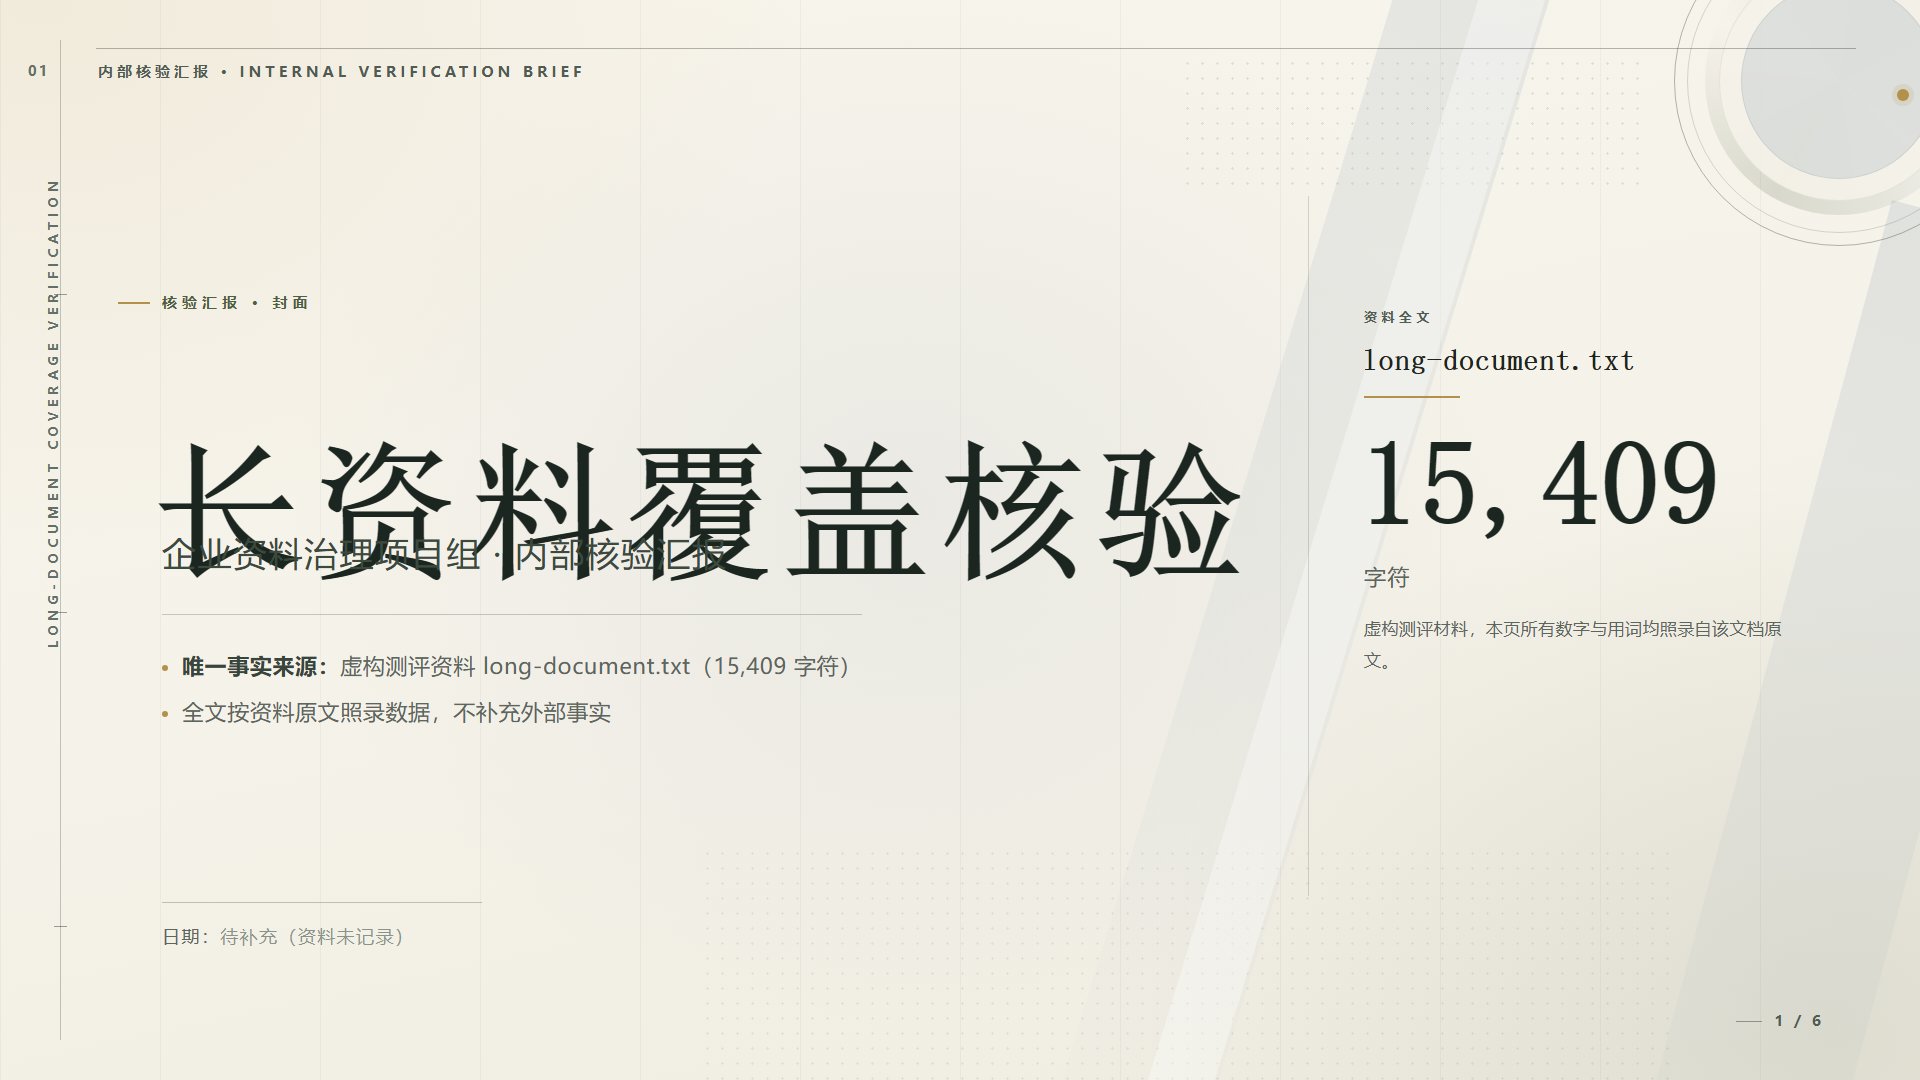 01
内部核验汇报 • INTERNAL VERIFICATION BRIEF
LONG-DOCUMENT COVERAGE VERIFICATION
核验汇报 • 封面
长资料覆盖核验
企业资料治理项目组 · 内部核验汇报
• 唯一事实来源：虚构测评资料 long-document.txt（15,409 字符）
• 全文按资料原文照录数据，不补充外部事实
日期：待补充（资料未记录）
资料全文
long-document.txt
15,409
字符
虚构测评材料，本页所有数字与用词均照录自该文档原
文。
1 / 6